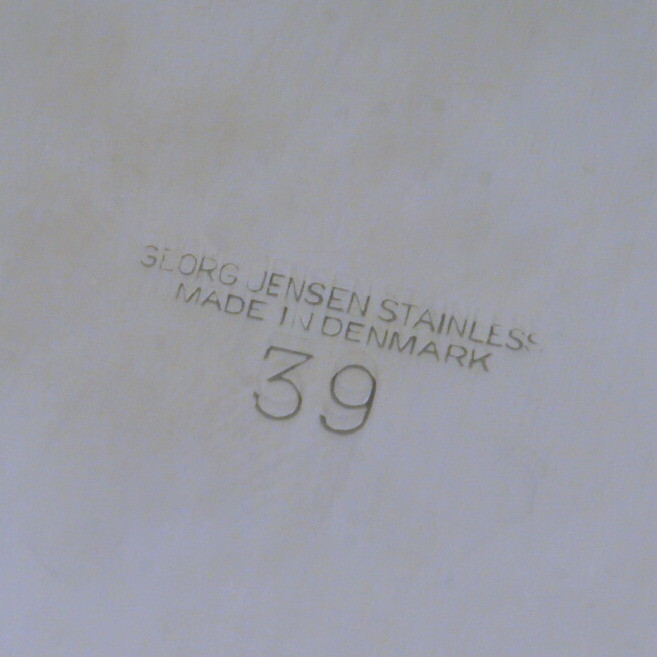 GEORG JENSEN STAINLESS
MADE IN DENMARK
39